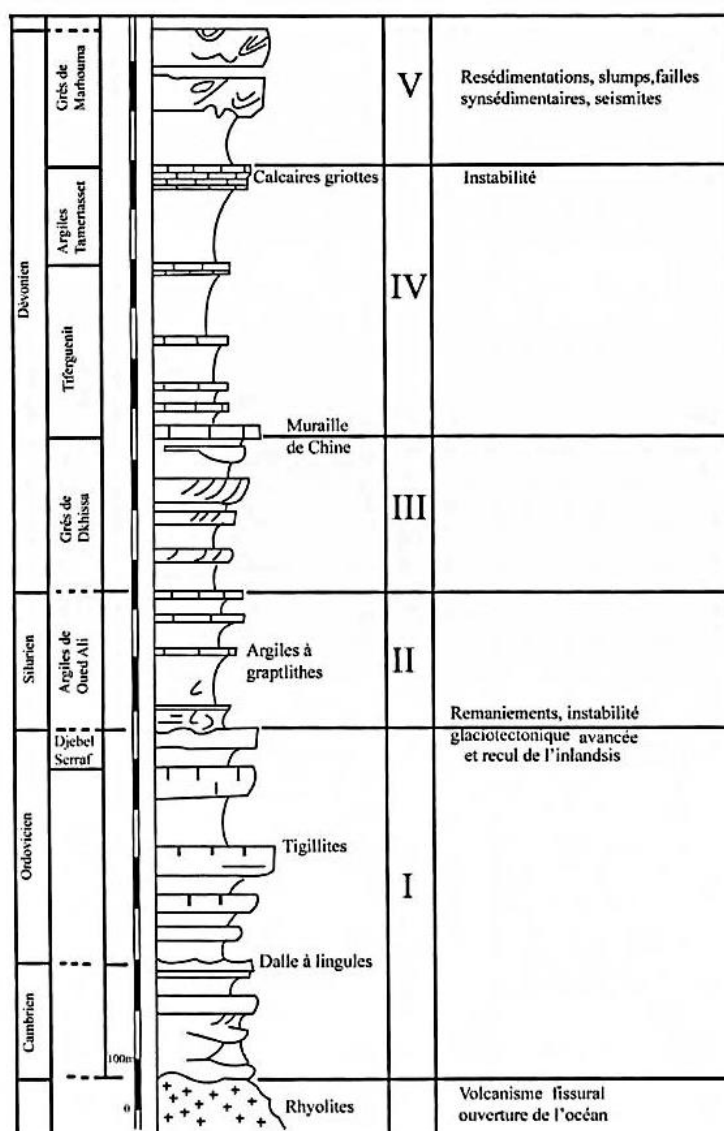 Grès de
Marhouma
V
Resédimentations, slumps,failles
synsédimentaires, seismites
Calcaires griottes
Instabilité
Argiles
Tamertasset
IV
Dévonien
Tiferguenit
Muraille
de Chine
Grès de
Dkhissa
III
Silurien
Argiles de
Oued Ali
Argiles à
graptlithes
II
Remaniements, instabilité
glaciotectonique avancée
et recul de l'inlandsis
Djebel
Serraf
Ordovicien
Tigillites
I
Dalle à lingules
Cambrien
100m
0
Rhyolites
Volcanisme fissural
ouverture de l'océan